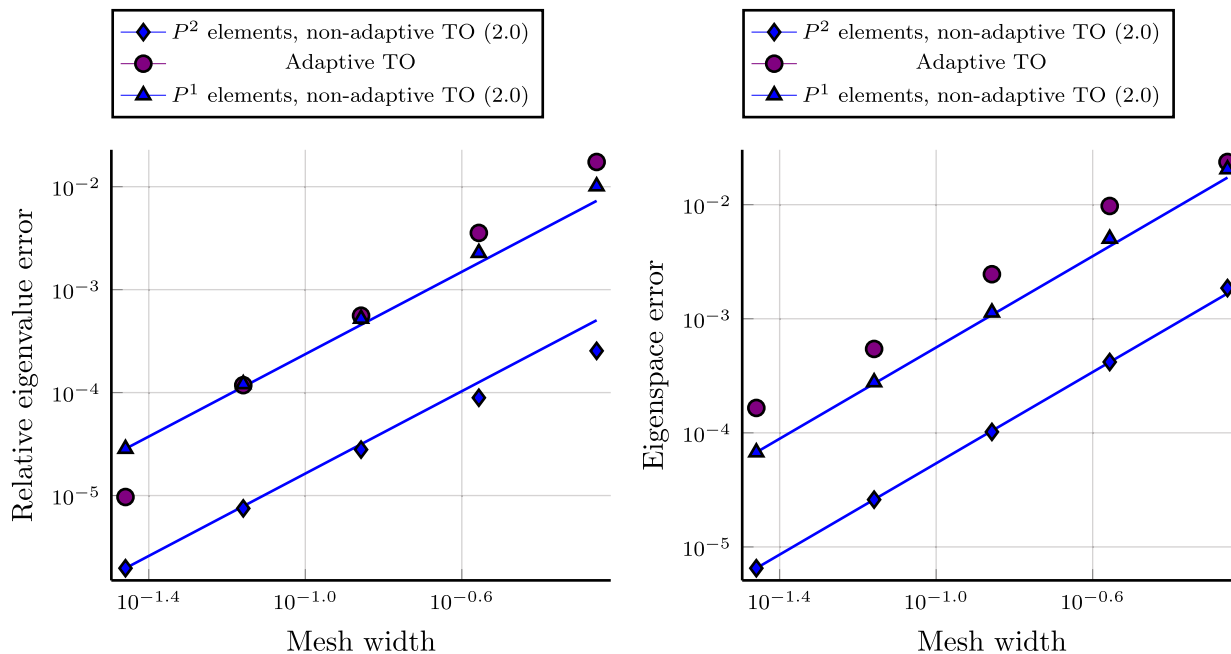 P² elements, non-adaptive TO (2.0)
Adaptive TO
P¹ elements, non-adaptive TO (2.0)
Relative eigenvalue error
10⁻²
10⁻³
10⁻⁴
10⁻⁵
10⁻¹·⁴
10⁻¹·⁰
10⁻⁰·⁶
Mesh width
P² elements, non-adaptive TO (2.0)
Adaptive TO
P¹ elements, non-adaptive TO (2.0)
Eigenspace error
10⁻²
10⁻³
10⁻⁴
10⁻⁵
10⁻¹·⁴
10⁻¹·⁰
10⁻⁰·⁶
Mesh width